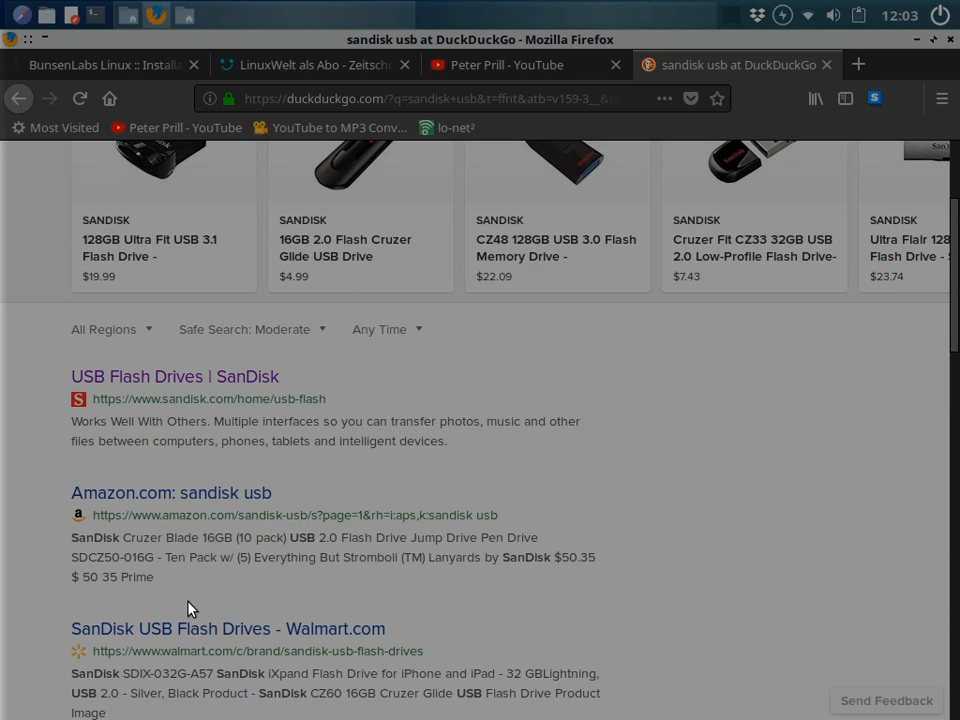 12:03
sandisk usb at DuckDuckGo - Mozilla Firefox
BunsenLabs Linux :: Installa
LinuxWelt als Abo - Zeitschr
Peter Prill - YouTube
sandisk usb at DuckDuckGo
https://duckduckgo.com/?q=sandisk+usb&t=ffnt&atb=v159-3__&u
Most Visited
Peter Prill - YouTube
YouTube to MP3 Conv...
lo-net²
SANDISK
128GB Ultra Fit USB 3.1
Flash Drive -
$19.99
SANDISK
16GB 2.0 Flash Cruzer
Glide USB Drive
$4.99
SANDISK
CZ48 128GB USB 3.0 Flash
Memory Drive -
$22.09
SANDISK
Cruzer Fit CZ33 32GB USB
2.0 Low-Profile Flash Drive-
$7.43
SANDISK
Ultra Flair 128
Flash Drive - S
$23.74
All Regions
Safe Search: Moderate
Any Time
USB Flash Drives | SanDisk
https://www.sandisk.com/home/usb-flash
Works Well With Others. Multiple interfaces so you can transfer photos, music and other
files between computers, phones, tablets and intelligent devices.
Amazon.com: sandisk usb
https://www.amazon.com/sandisk-usb/s?page=1&rh=i:aps,k:sandisk usb
SanDisk Cruzer Blade 16GB (10 pack) USB 2.0 Flash Drive Jump Drive Pen Drive
SDCZ50-016G - Ten Pack w/ (5) Everything But Stromboli (TM) Lanyards by SanDisk $50.35
$ 50 35 Prime
SanDisk USB Flash Drives - Walmart.com
https://www.walmart.com/c/brand/sandisk-usb-flash-drives
SanDisk SDIX-032G-A57 SanDisk iXpand Flash Drive for iPhone and iPad - 32 GBLightning,
USB 2.0 - Silver, Black Product - SanDisk CZ60 16GB Cruzer Glide USB Flash Drive Product
Image
Send Feedback